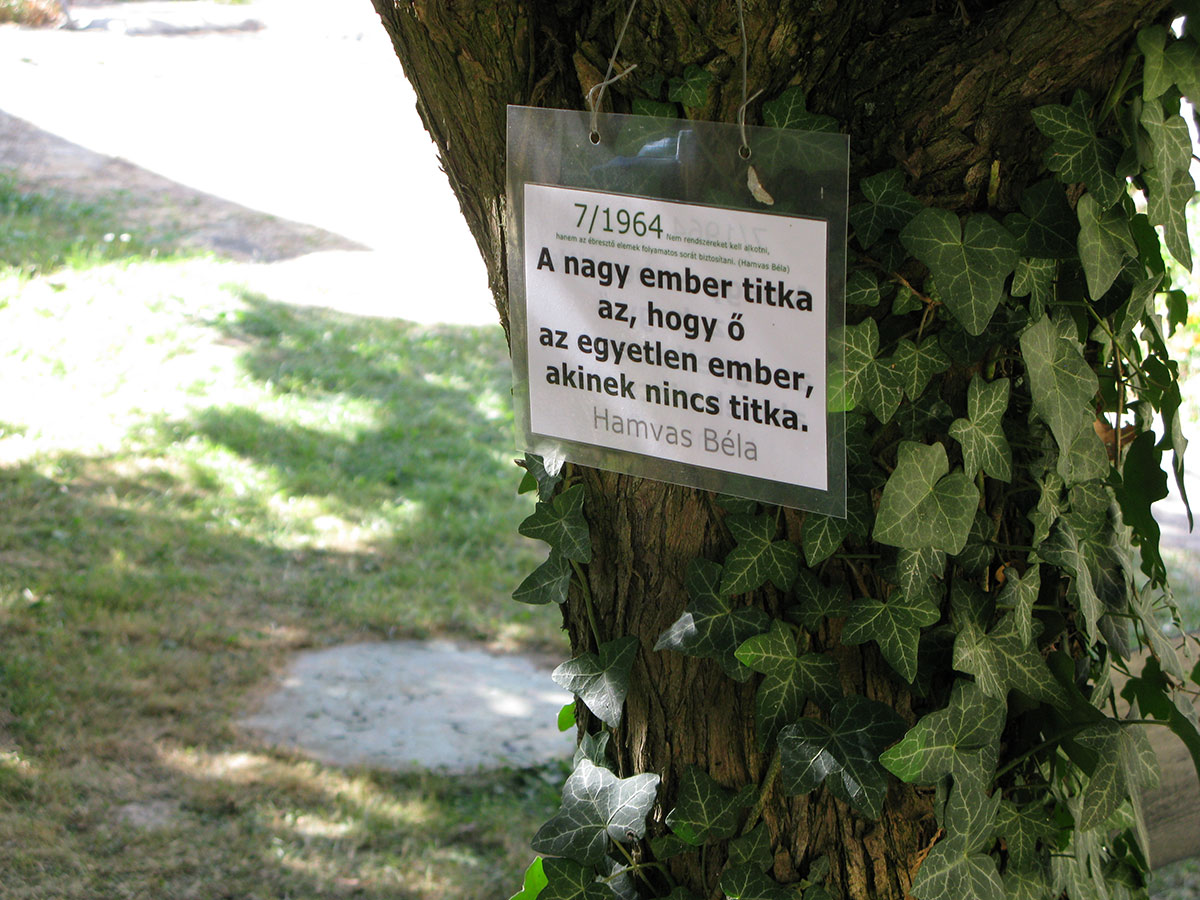 7/1964 Nem rendszereket kell alkotni,
hanem az ébresztő elemek folyamatos sorát biztosítani. (Hamvas Béla)
A nagy ember titka
az, hogy ő
az egyetlen ember,
akinek nincs titka.
Hamvas Béla